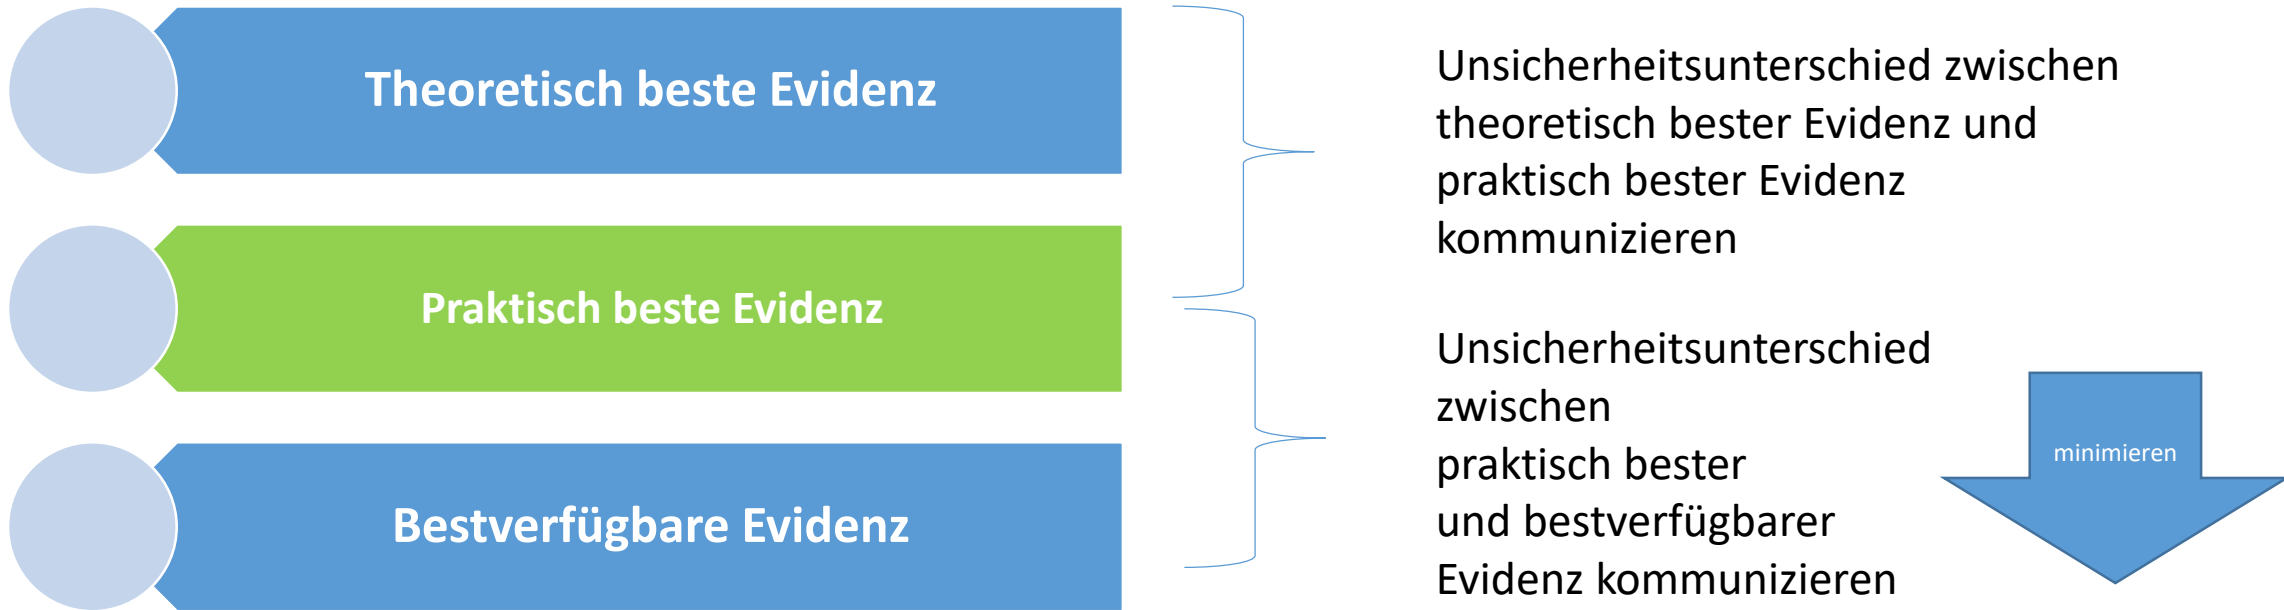 Theoretisch beste Evidenz
Unsicherheitsunterschied zwischen
theoretisch bester Evidenz und
praktisch bester Evidenz
kommunizieren
Praktisch beste Evidenz
Unsicherheitsunterschied
zwischen
praktisch bester
und bestverfügbarer
Evidenz kommunizieren
minimieren
Bestverfügbare Evidenz